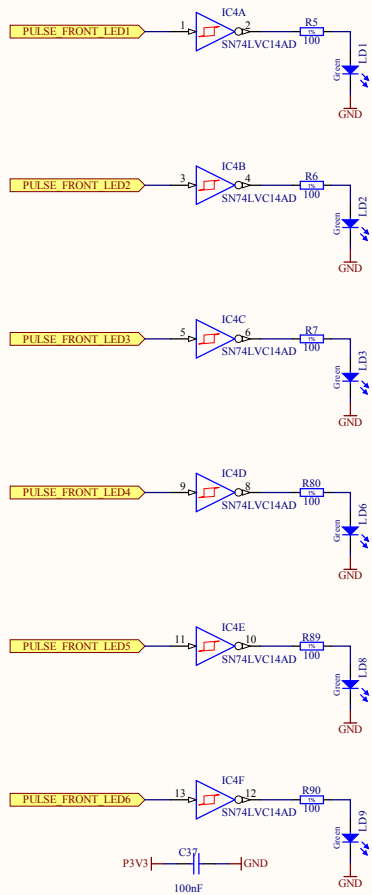 IC4A
PULSE_FRONT_LED1 1 2 R5
1%
SN74LVC14AD 100
Green LD1
GND
IC4B
PULSE_FRONT_LED2 3 4 R6
1%
SN74LVC14AD 100
Green LD2
GND
IC4C
PULSE_FRONT_LED3 5 6 R7
1%
SN74LVC14AD 100
Green LD3
GND
IC4D
PULSE_FRONT_LED4 9 8 R80
1%
SN74LVC14AD 100
Green LD6
GND
IC4E
PULSE_FRONT_LED5 11 10 R89
1%
SN74LVC14AD 100
Green LD8
GND
IC4F
PULSE_FRONT_LED6 13 12 R90
1%
SN74LVC14AD 100
Green LD9
C37
P3V3 GND
100nF